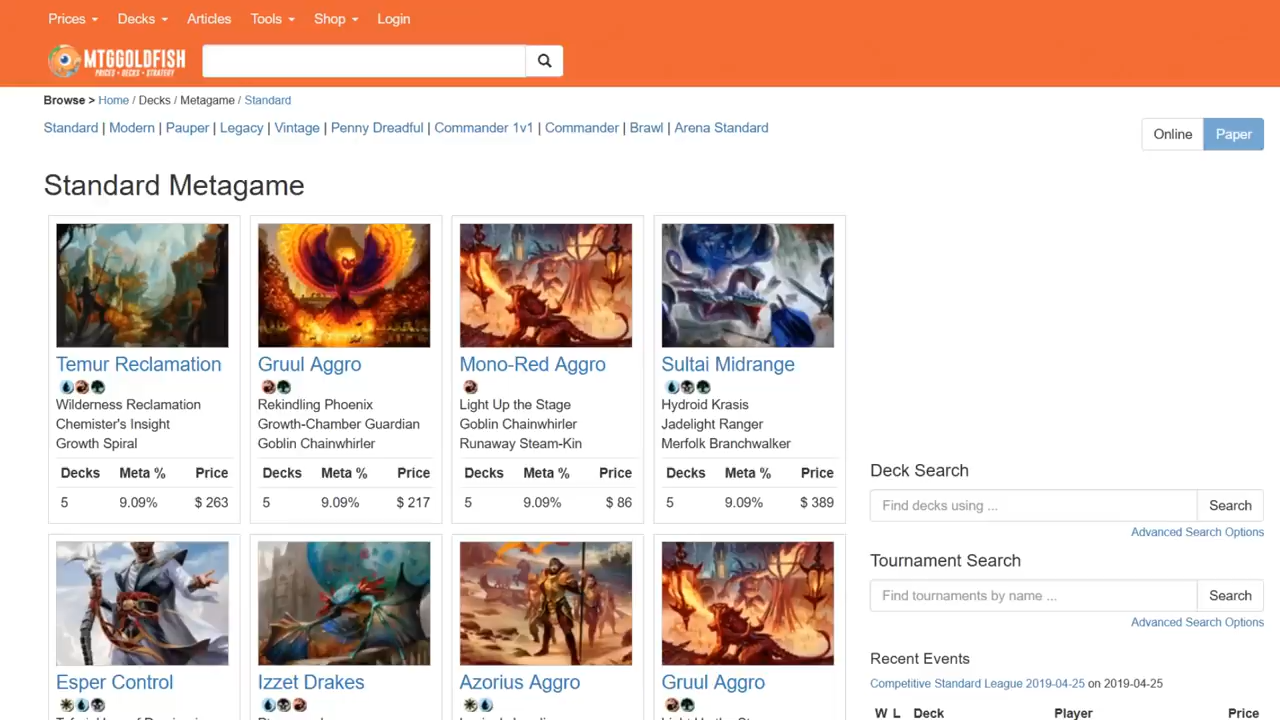 Prices Decks Articles Tools Shop Login
MTGGOLDFISH
PRICES • DECKS • STRATEGY
Browse > Home / Decks / Metagame / Standard
Standard | Modern | Pauper | Legacy | Vintage | Penny Dreadful | Commander 1v1 | Commander | Brawl | Arena Standard
Online Paper
Standard Metagame
Temur Reclamation
Wilderness Reclamation
Chemister's Insight
Growth Spiral
Decks Meta % Price
5 9.09% $ 263
Gruul Aggro
Rekindling Phoenix
Growth-Chamber Guardian
Goblin Chainwhirler
Decks Meta % Price
5 9.09% $ 217
Mono-Red Aggro
Light Up the Stage
Goblin Chainwhirler
Runaway Steam-Kin
Decks Meta % Price
5 9.09% $ 86
Sultai Midrange
Hydroid Krasis
Jadelight Ranger
Merfolk Branchwalker
Decks Meta % Price
5 9.09% $ 389
Esper Control
Izzet Drakes
Azorius Aggro
Gruul Aggro
Deck Search
Find decks using ... Search
Advanced Search Options
Tournament Search
Find tournaments by name ... Search
Advanced Search Options
Recent Events
Competitive Standard League 2019-04-25 on 2019-04-25
W L Deck Player Price